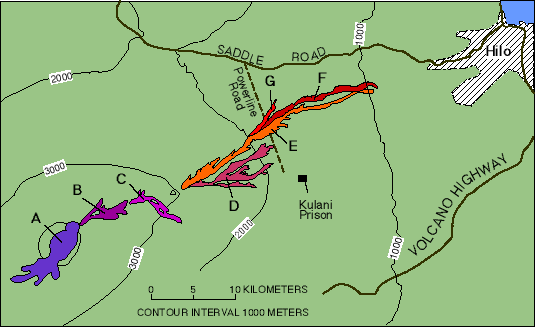 1000
SADDLE ROAD
Hilo
2000
Powerline
Road
G
F
E
3000
C
B
A
D
Kulani
Prison
VOLCANO HIGHWAY
2000
3000
1000
0 5 10 KILOMETERS
CONTOUR INTERVAL 1000 METERS